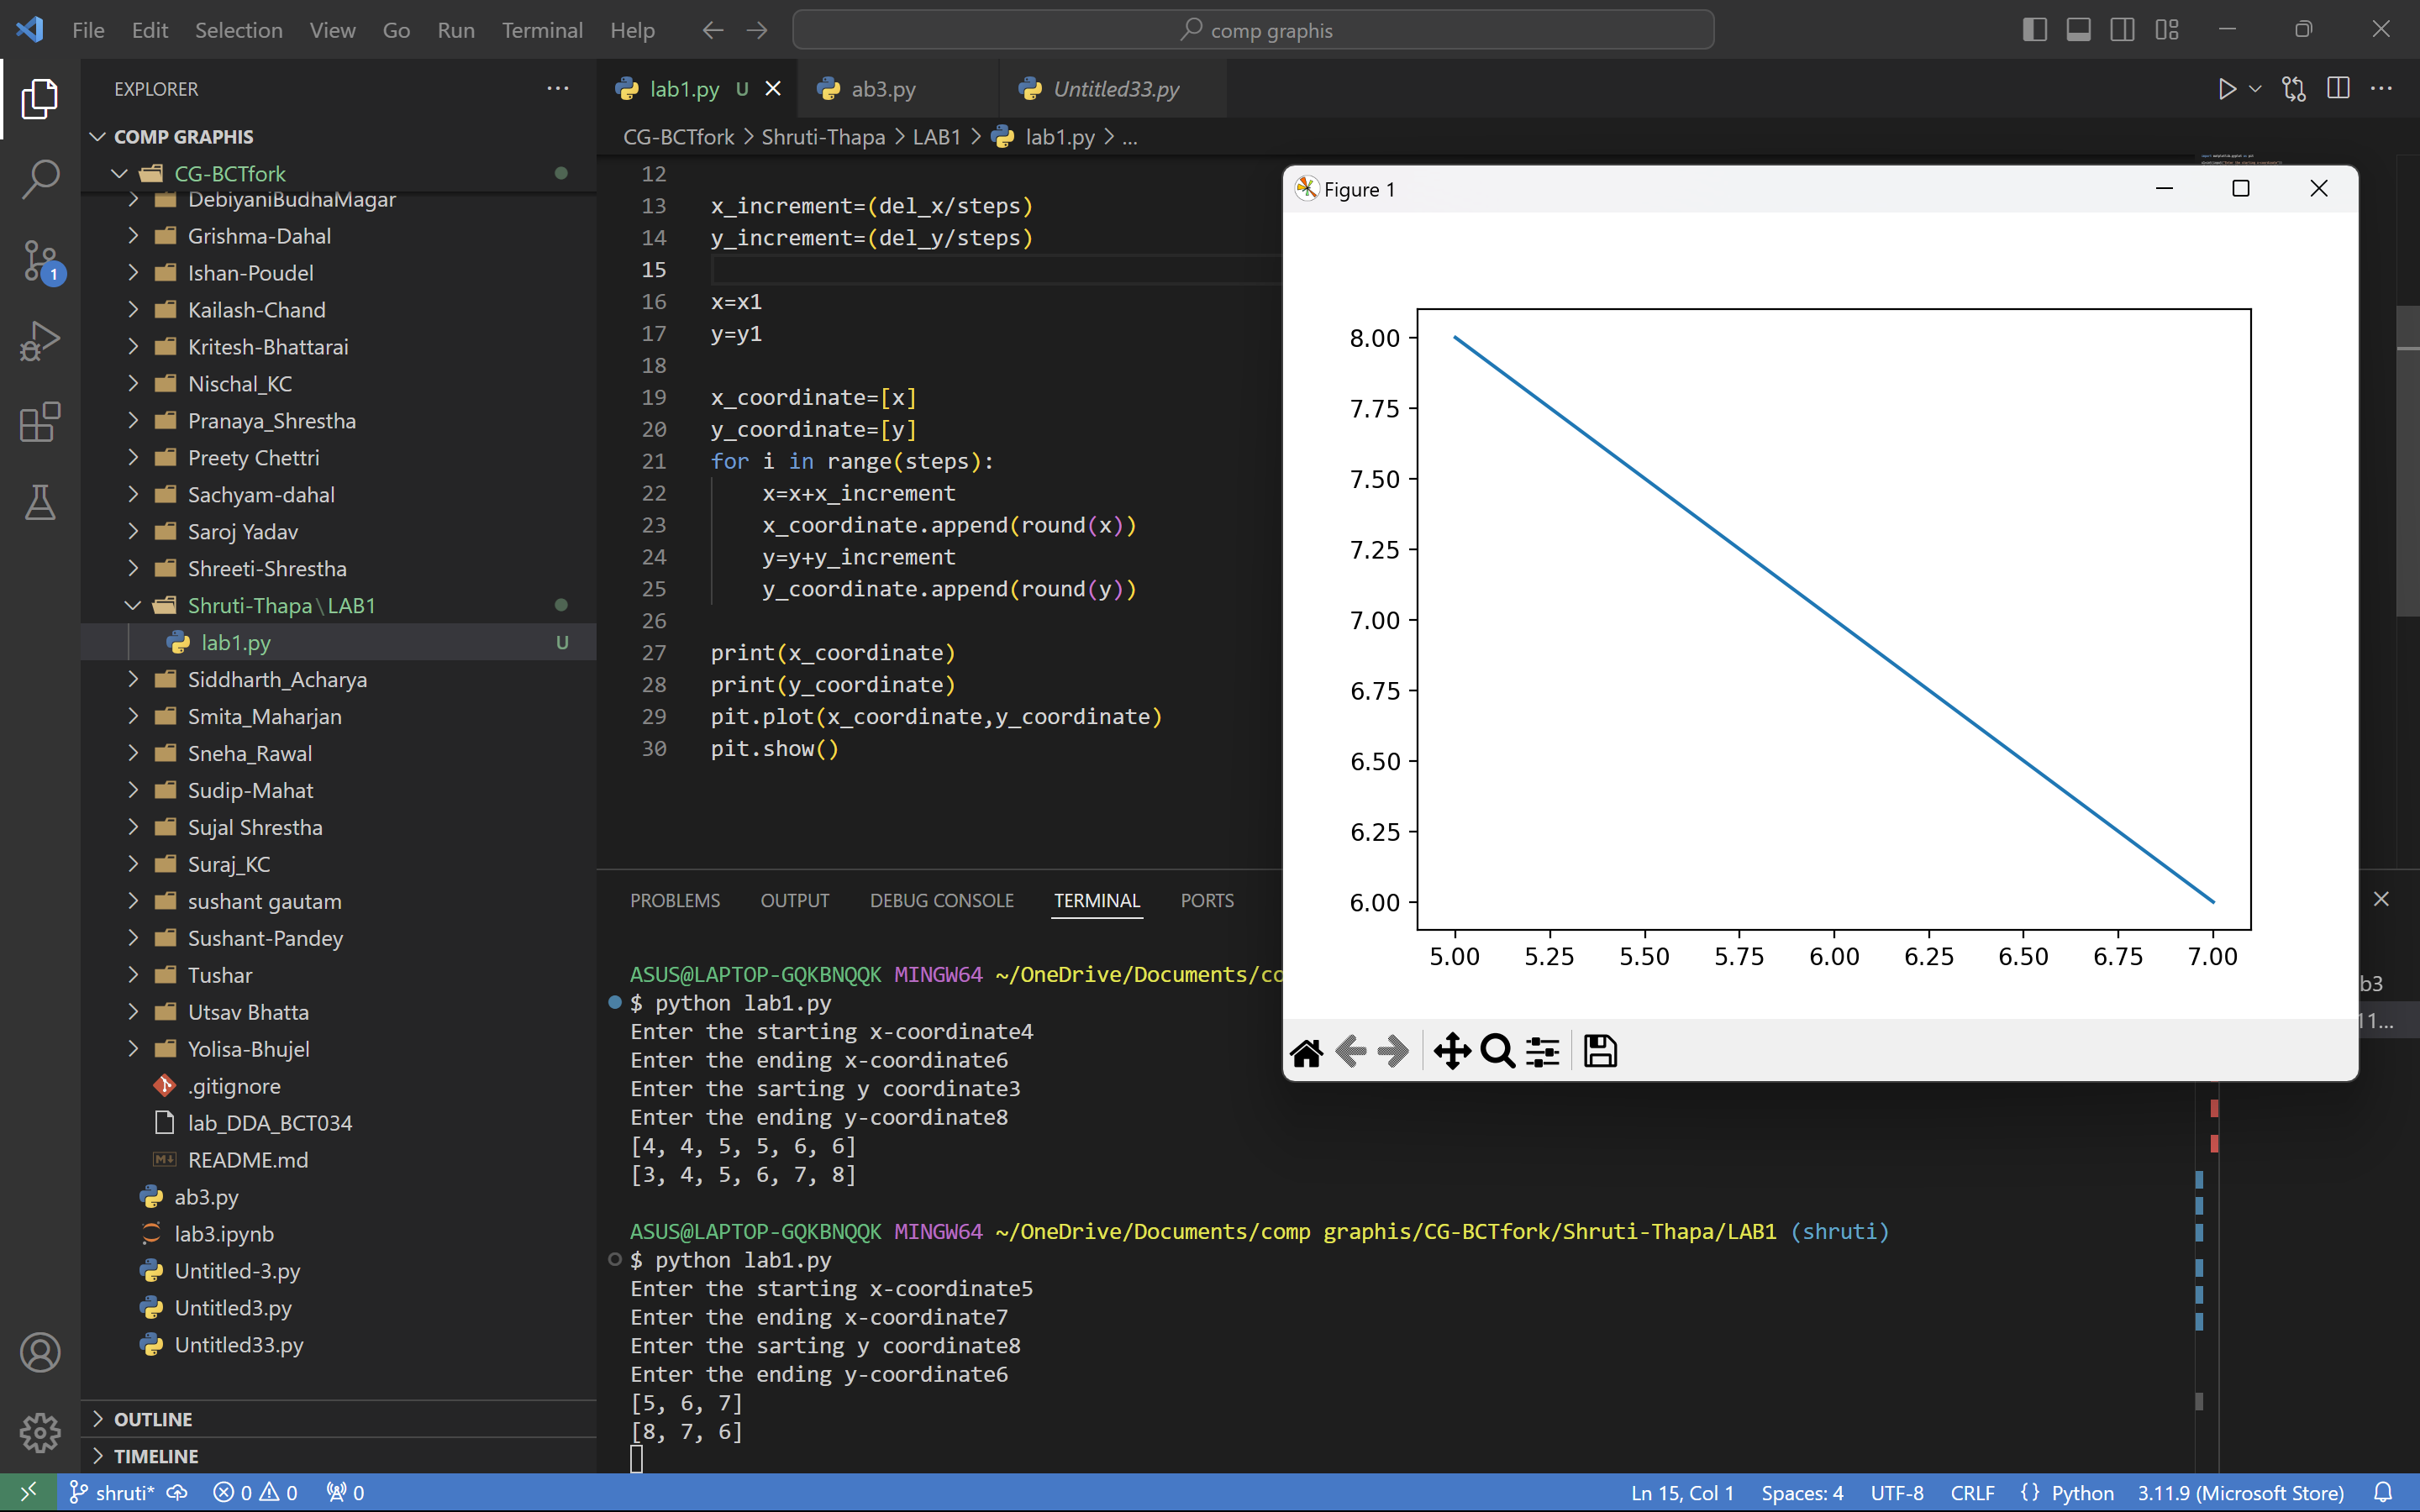 File Edit Selection View Go Run Terminal Help
comp graphis
EXPLORER
COMP GRAPHIS
CG-BCTfork
DebiyaniBudhaMagar
Grishma-Dahal
Ishan-Poudel
Kailash-Chand
Kritesh-Bhattarai
Nischal_KC
Pranaya_Shrestha
Preety Chettri
Sachyam-dahal
Saroj Yadav
Shreeti-Shrestha
Shruti-Thapa\LAB1
lab1.py U
Siddharth_Acharya
Smita_Maharjan
Sneha_Rawal
Sudip-Mahat
Sujal Shrestha
Suraj_KC
sushant gautam
Sushant-Pandey
Tushar
Utsav Bhatta
Yolisa-Bhujel
.gitignore
lab_DDA_BCT034
README.md
ab3.py
lab3.ipynb
Untitled-3.py
Untitled3.py
Untitled33.py
OUTLINE
TIMELINE
1
lab1.py U ab3.py Untitled33.py
CG-BCTfork > Shruti-Thapa > LAB1 > lab1.py > ...
12
13 x_increment=(del_x/steps)
14 y_increment=(del_y/steps)
15
16 x=x1
17 y=y1
18
19 x_coordinate=[x]
20 y_coordinate=[y]
21 for i in range(steps):
22 x=x+x_increment
23 x_coordinate.append(round(x))
24 y=y+y_increment
25 y_coordinate.append(round(y))
26
27 print(x_coordinate)
28 print(y_coordinate)
29 pit.plot(x_coordinate,y_coordinate)
30 pit.show()
Figure 1
8.00
7.75
7.50
7.25
7.00
6.75
6.50
6.25
6.00
5.00 5.25 5.50 5.75 6.00 6.25 6.50 6.75 7.00
PROBLEMS OUTPUT DEBUG CONSOLE TERMINAL PORTS
ASUS@LAPTOP-GQKBNQQK MINGW64 ~/OneDrive/Documents/co
$ python lab1.py
Enter the starting x-coordinate4
Enter the ending x-coordinate6
Enter the sarting y coordinate3
Enter the ending y-coordinate8
[4, 4, 5, 5, 6, 6]
[3, 4, 5, 6, 7, 8]
ASUS@LAPTOP-GQKBNQQK MINGW64 ~/OneDrive/Documents/comp graphis/CG-BCTfork/Shruti-Thapa/LAB1 (shruti)
$ python lab1.py
Enter the starting x-coordinate5
Enter the ending x-coordinate7
Enter the sarting y coordinate8
Enter the ending y-coordinate6
[5, 6, 7]
[8, 7, 6]
b3
11...
shruti* 0 0 0 Ln 15, Col 1 Spaces: 4 UTF-8 CRLF {} Python 3.11.9 (Microsoft Store)